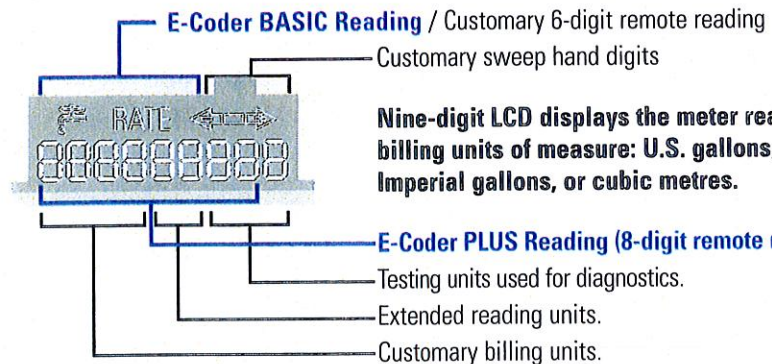 E-Coder BASIC Reading / Customary 6-digit remote reading
Customary sweep hand digits
RATE
Nine-digit LCD displays the meter
billing units of measure: U.S. gallons
Imperial gallons, or cubic metres.
E-Coder PLUS Reading (8-digit remote
Testing units used for diagnostics.
Extended reading units.
Customary billing units.